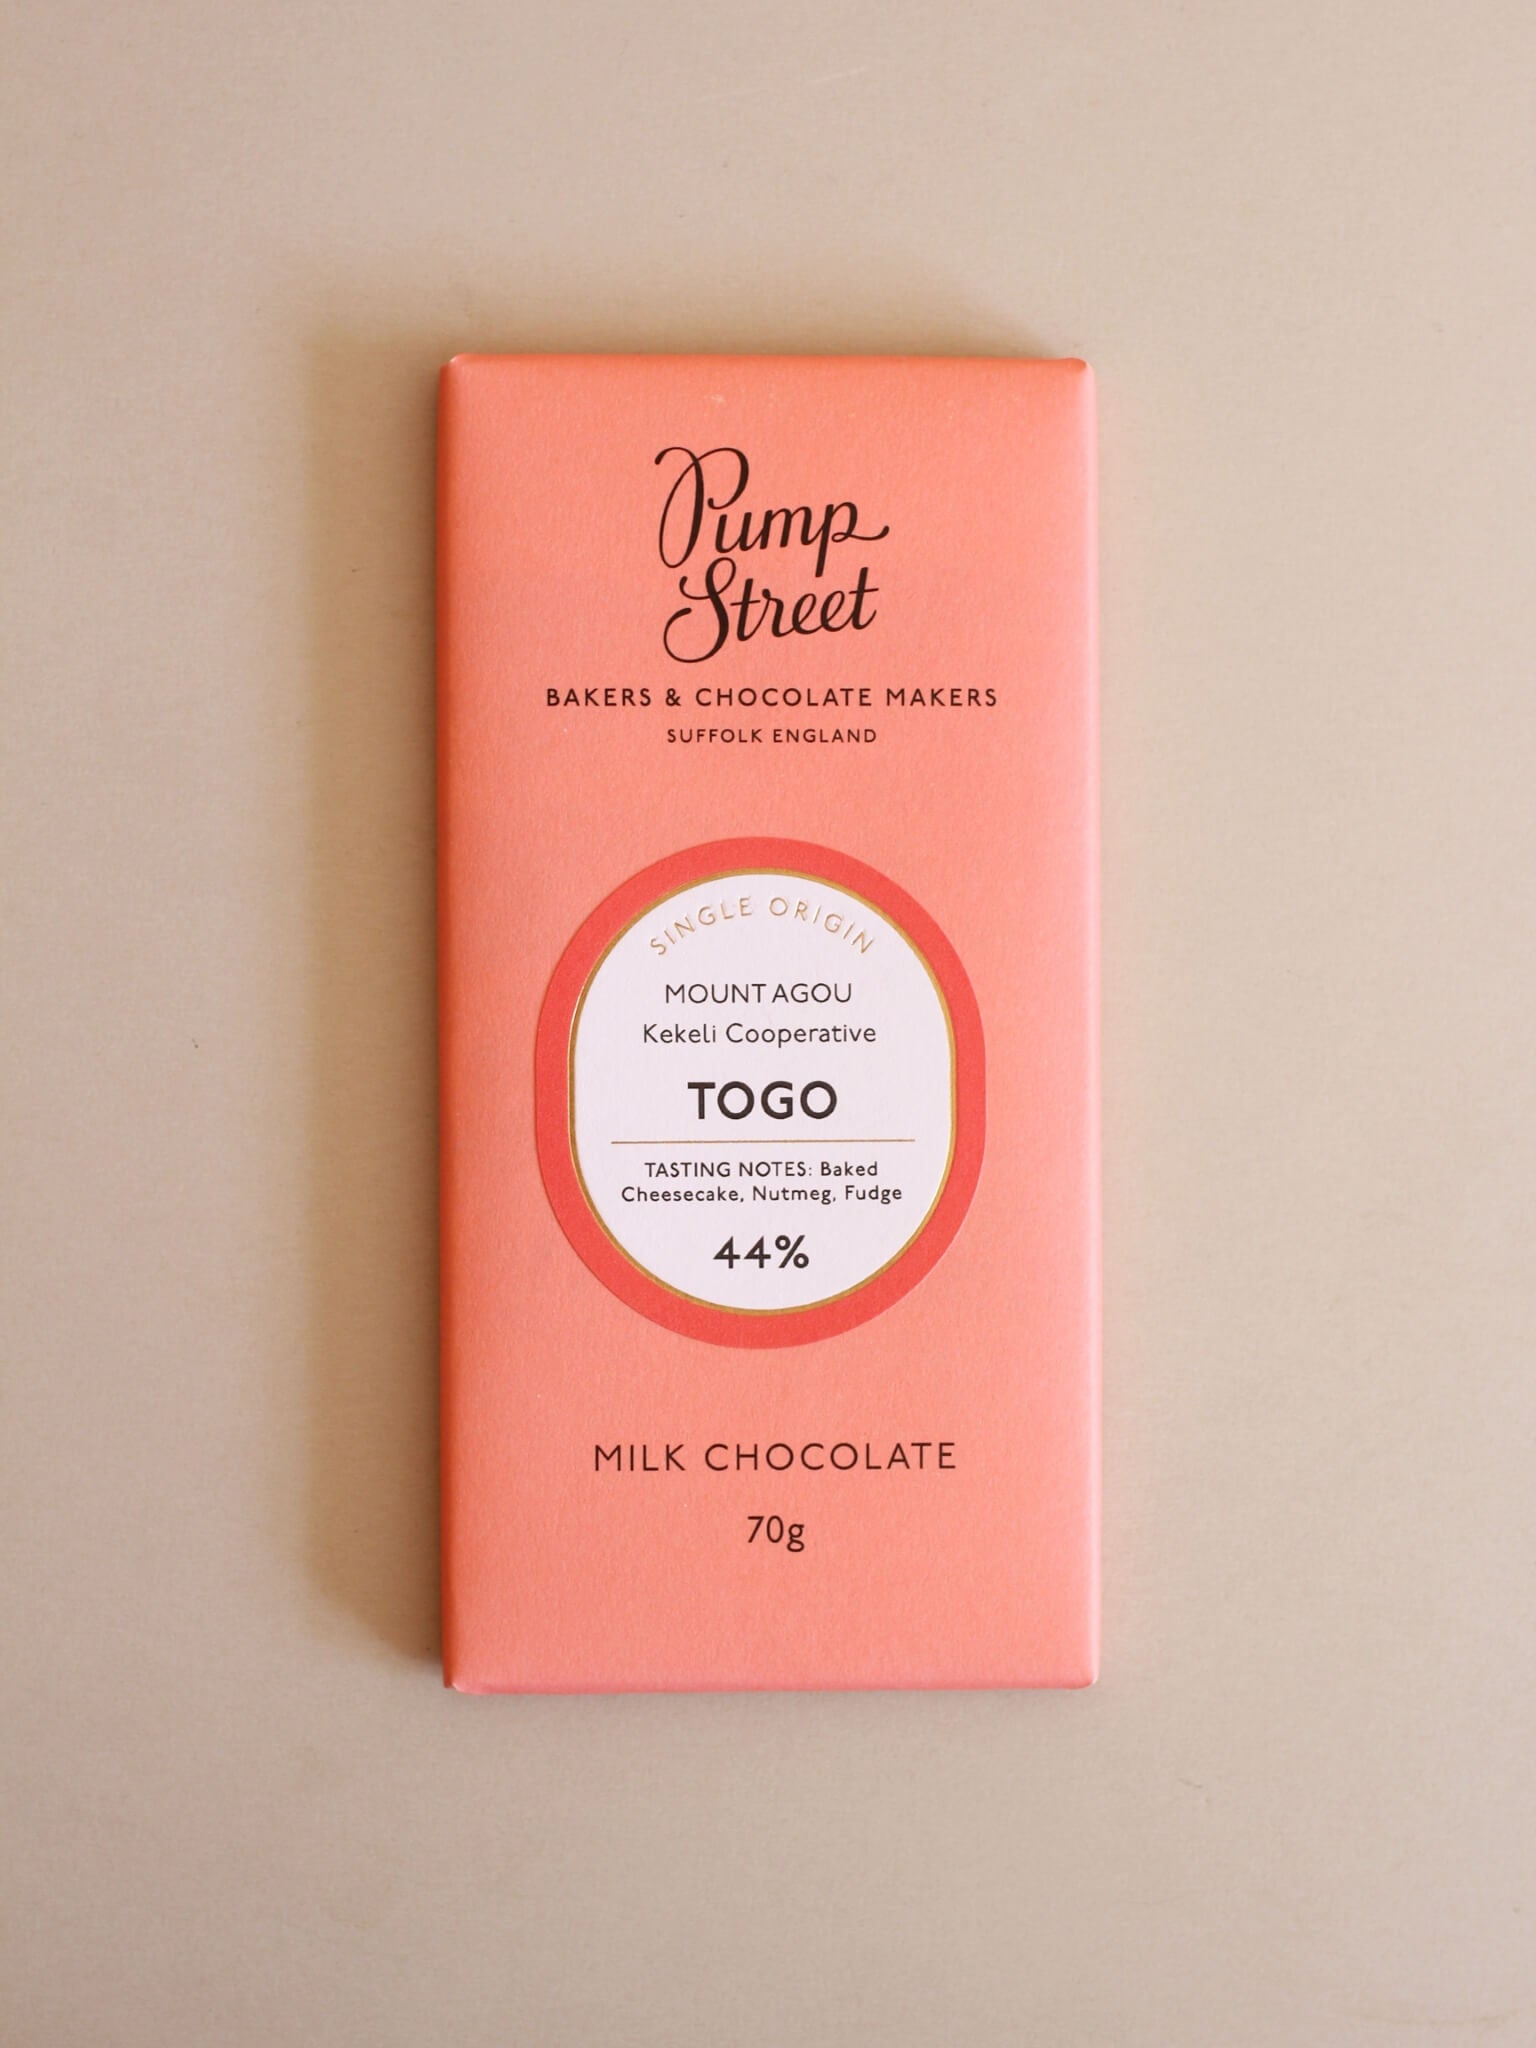 Pump
Street
BAKERS & CHOCOLATE MAKERS
SUFFOLK ENGLAND
SINGLE ORIGIN
MOUNT AGOU
Kekeli Cooperative
TOGO
TASTING NOTES: Baked
Cheesecake, Nutmeg, Fudge
44%
MILK CHOCOLATE
70g